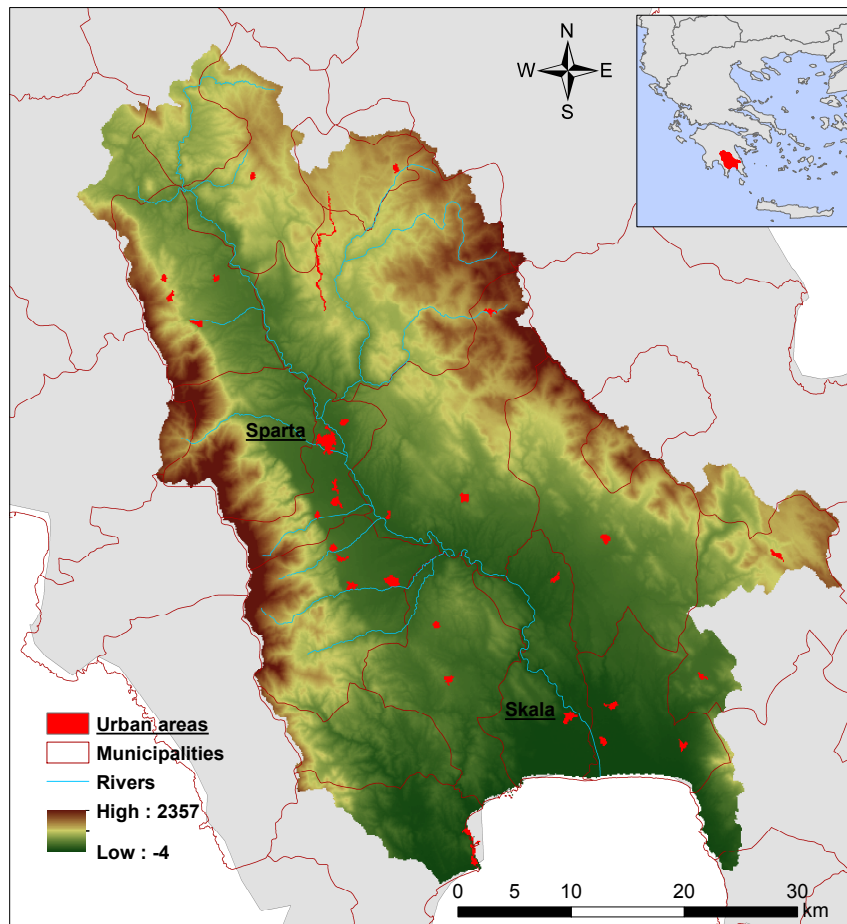 N
W E
S
Sparta
Skala
Urban areas
Municipalities
Rivers
High : 2357
Low : -4
0 5 10 20 30
km